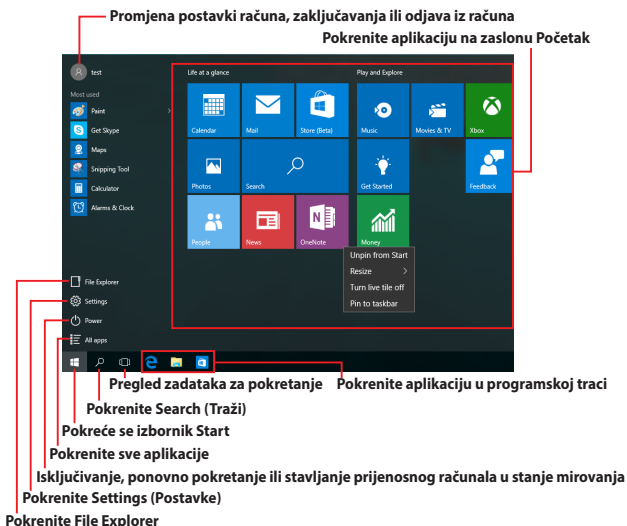 Promjena postavki računa, zaključavanja ili odjava iz računa
Pokrenite aplikaciju na zaslonu Početak
test
Life at a glance
Play and Explore
Most used
Paint
Get Skype
Maps
Snipping Tool
Calculator
Alarms & Clock
Calendar
Mail
Store (Beta)
Music
Movies & TV
Xbox
Photos
Search
Get Started
Feedback
People
News
OneNote
Money
Unpin from Start
Resize
Turn live tile off
Pin to taskbar
File Explorer
Settings
Power
All apps
Pregled zadataka za pokretanje
Pokrenite aplikaciju u programskoj traci
Pokrenite Search (Traži)
Pokreće se izbornik Start
Pokrenite sve aplikacije
Isključivanje, ponovno pokretanje ili stavljanje prijenosnog računala u stanje mirovanja
Pokrenite Settings (Postavke)
Pokrenite File Explorer